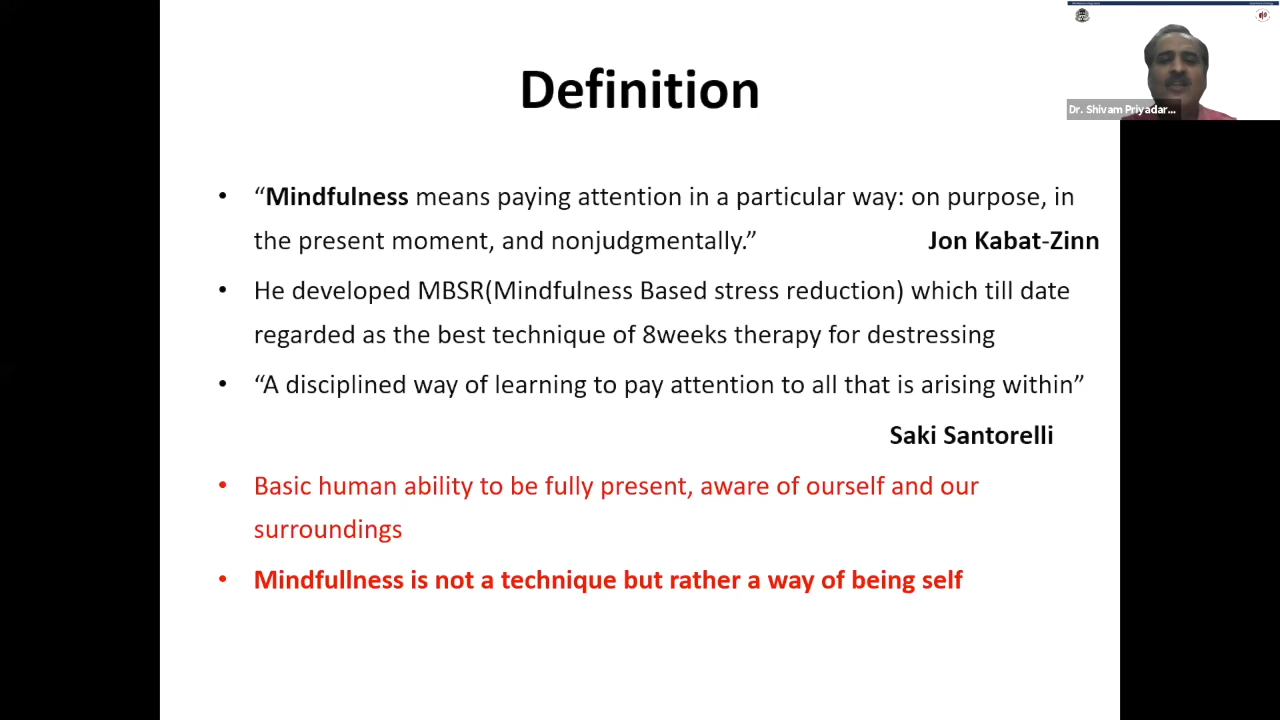 Definition
Dr. Shivam Priyadar...
• “Mindfulness means paying attention in a particular way: on purpose, in
the present moment, and nonjudgmentally.” Jon Kabat-Zinn
• He developed MBSR(Mindfulness Based stress reduction) which till date
regarded as the best technique of 8weeks therapy for destressing
• “A disciplined way of learning to pay attention to all that is arising within”
Saki Santorelli
• Basic human ability to be fully present, aware of ourself and our
surroundings
• Mindfullness is not a technique but rather a way of being self